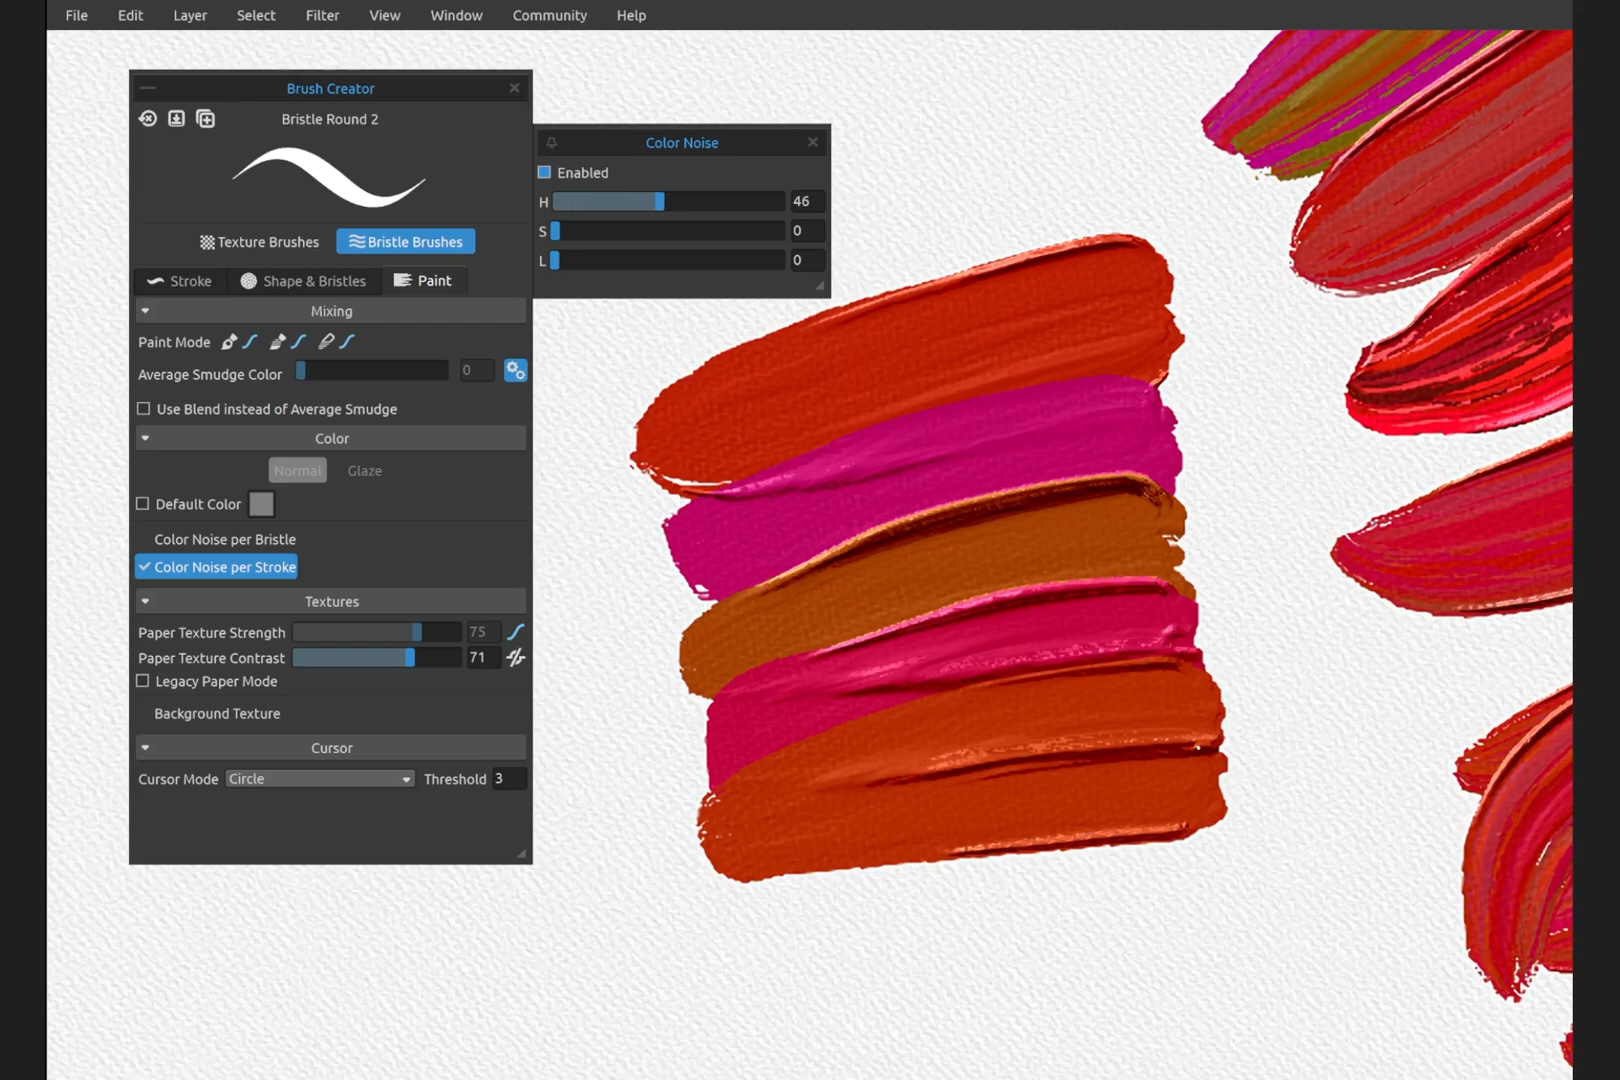 File Edit Layer Select Filter View Window Community Help
Brush Creator
Bristle Round 2
Texture Brushes Bristle Brushes
Stroke Shape & Bristles Paint
Mixing
Paint Mode
Average Smudge Color 0
Use Blend instead of Average Smudge
Color
Normal Glaze
Default Color
Color Noise per Bristle
Color Noise per Stroke
Textures
Paper Texture Strength 75
Paper Texture Contrast 71
Legacy Paper Mode
Background Texture
Cursor
Cursor Mode Circle Threshold 3
Color Noise
Enabled
H 46
S 0
L 0